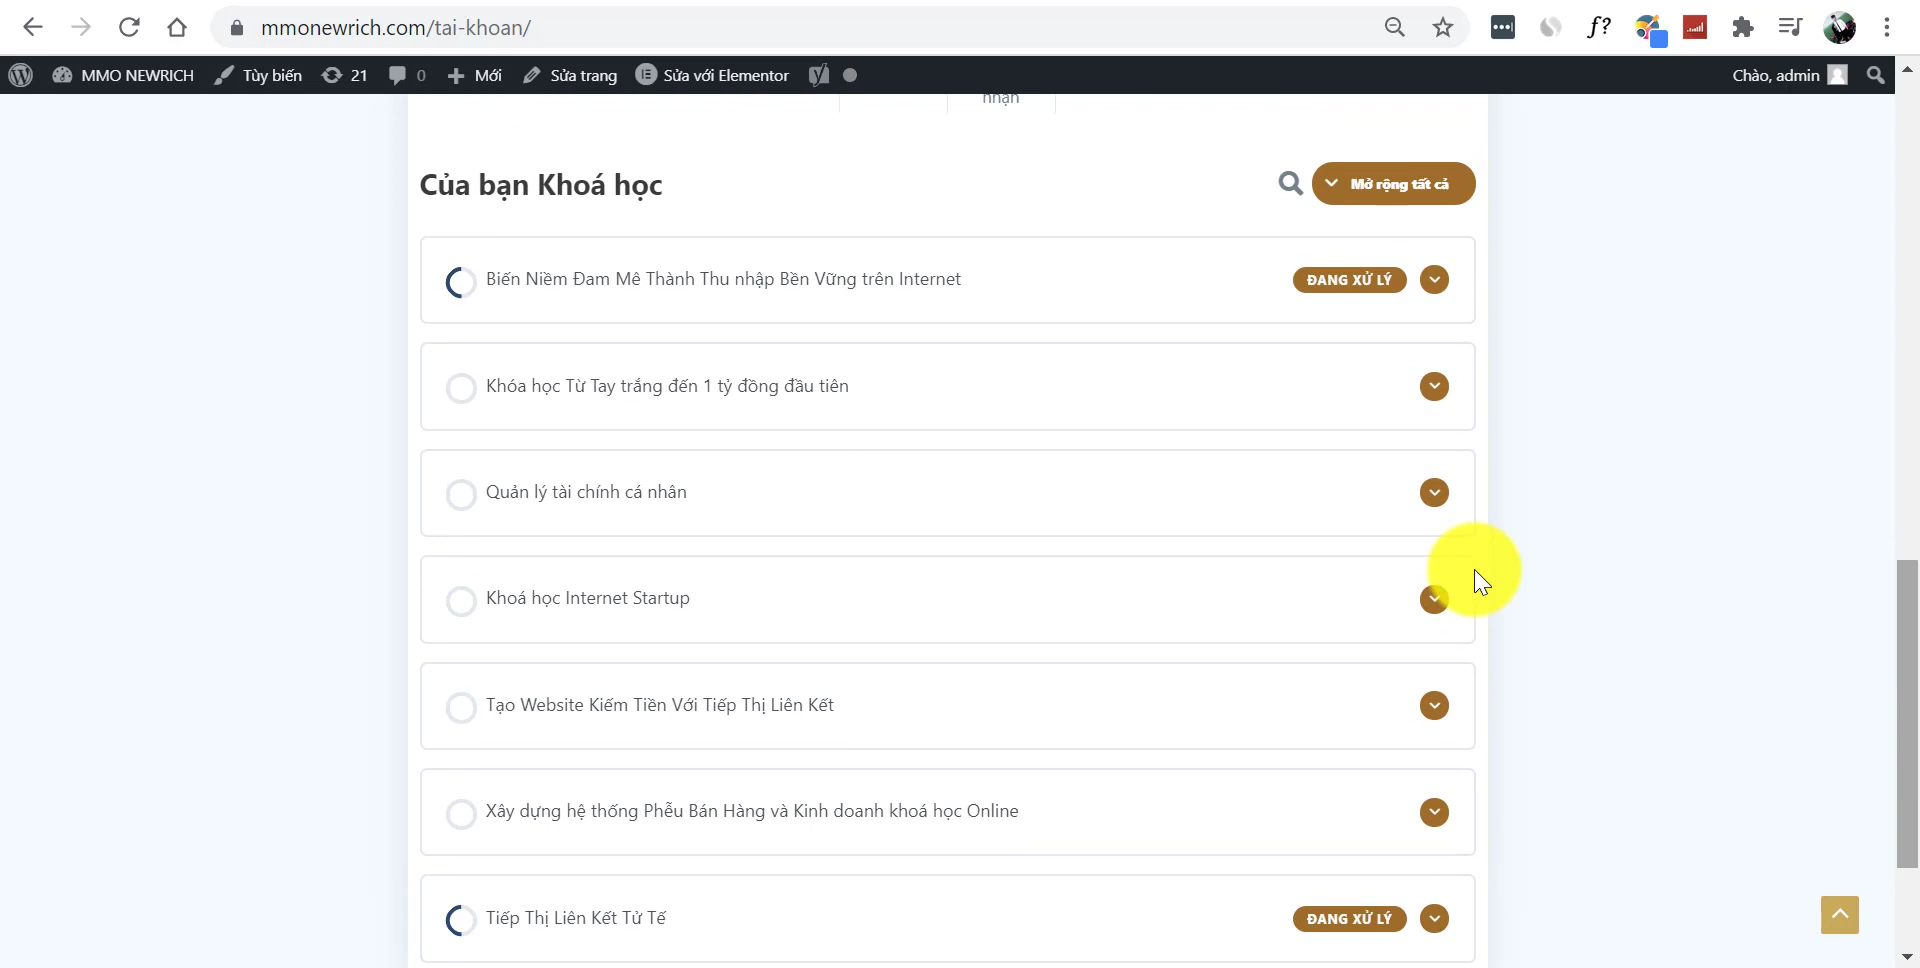 mmonewrich.com/tai-khoan/
f?
MMO NEWRICH Tùy biến 21 0 Mới Sửa trang Sửa với Elementor Chào, admin
nhận
Của bạn Khoá học Mở rộng tất cả
Biến Niềm Đam Mê Thành Thu nhập Bền Vững trên Internet ĐANG XỬ LÝ
Khóa học Từ Tay trắng đến 1 tỷ đồng đầu tiên
Quản lý tài chính cá nhân
Khoá học Internet Startup
Tạo Website Kiếm Tiền Với Tiếp Thị Liên Kết
Xây dựng hệ thống Phễu Bán Hàng và Kinh doanh khoá học Online
Tiếp Thị Liên Kết Tử Tế ĐANG XỬ LÝ